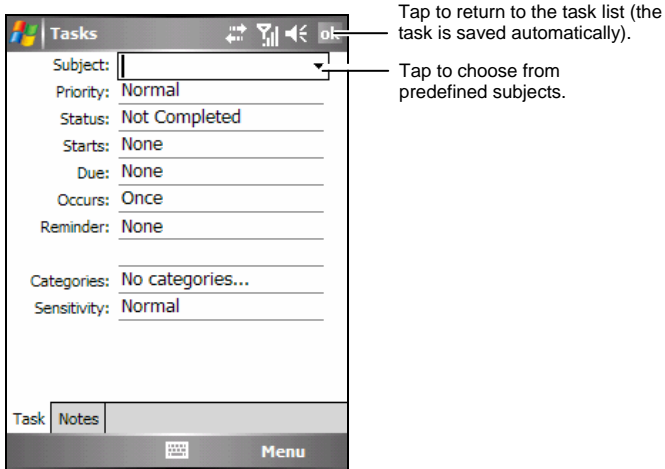 Tasks ok
Subject:
Priority: Normal
Status: Not Completed
Starts: None
Due: None
Occurs: Once
Reminder: None
Categories: No categories...
Sensitivity: Normal
Task Notes
Menu
Tap to return to the task list (the
task is saved automatically).
Tap to choose from
predefined subjects.